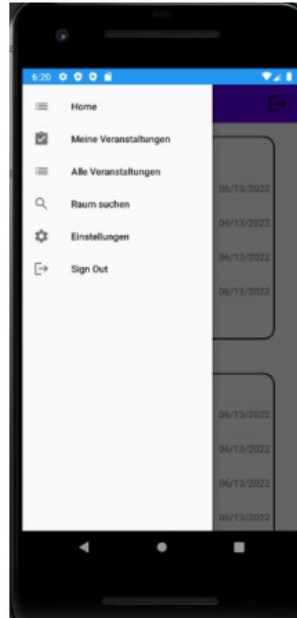 6:20
Home
Meine Veranstaltungen
Alle Veranstaltungen
Raum suchen
Einstellungen
Sign Out
06/13/2022
06/13/2022
06/13/2022
06/13/2022
06/13/2022
06/13/2022
06/13/2022
06/13/2022